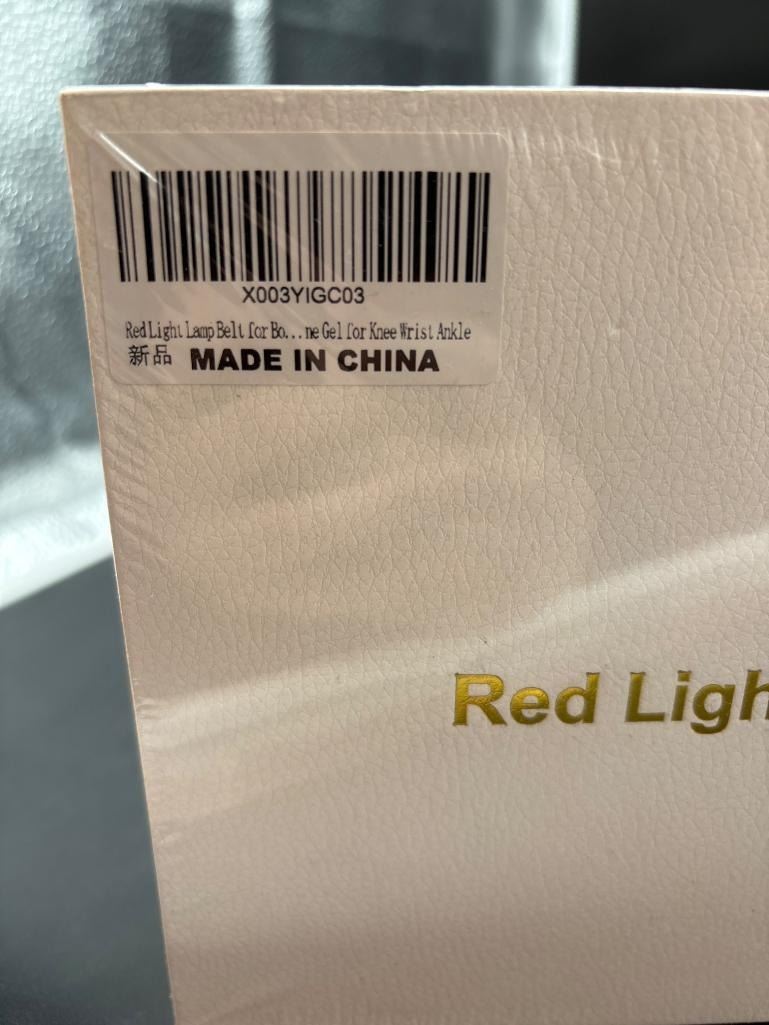 X003YIGC03
Red Light Lamp Belt for Bo...ne Gel for Knee Wrist Ankle
新品 MADE IN CHINA
Red Ligh